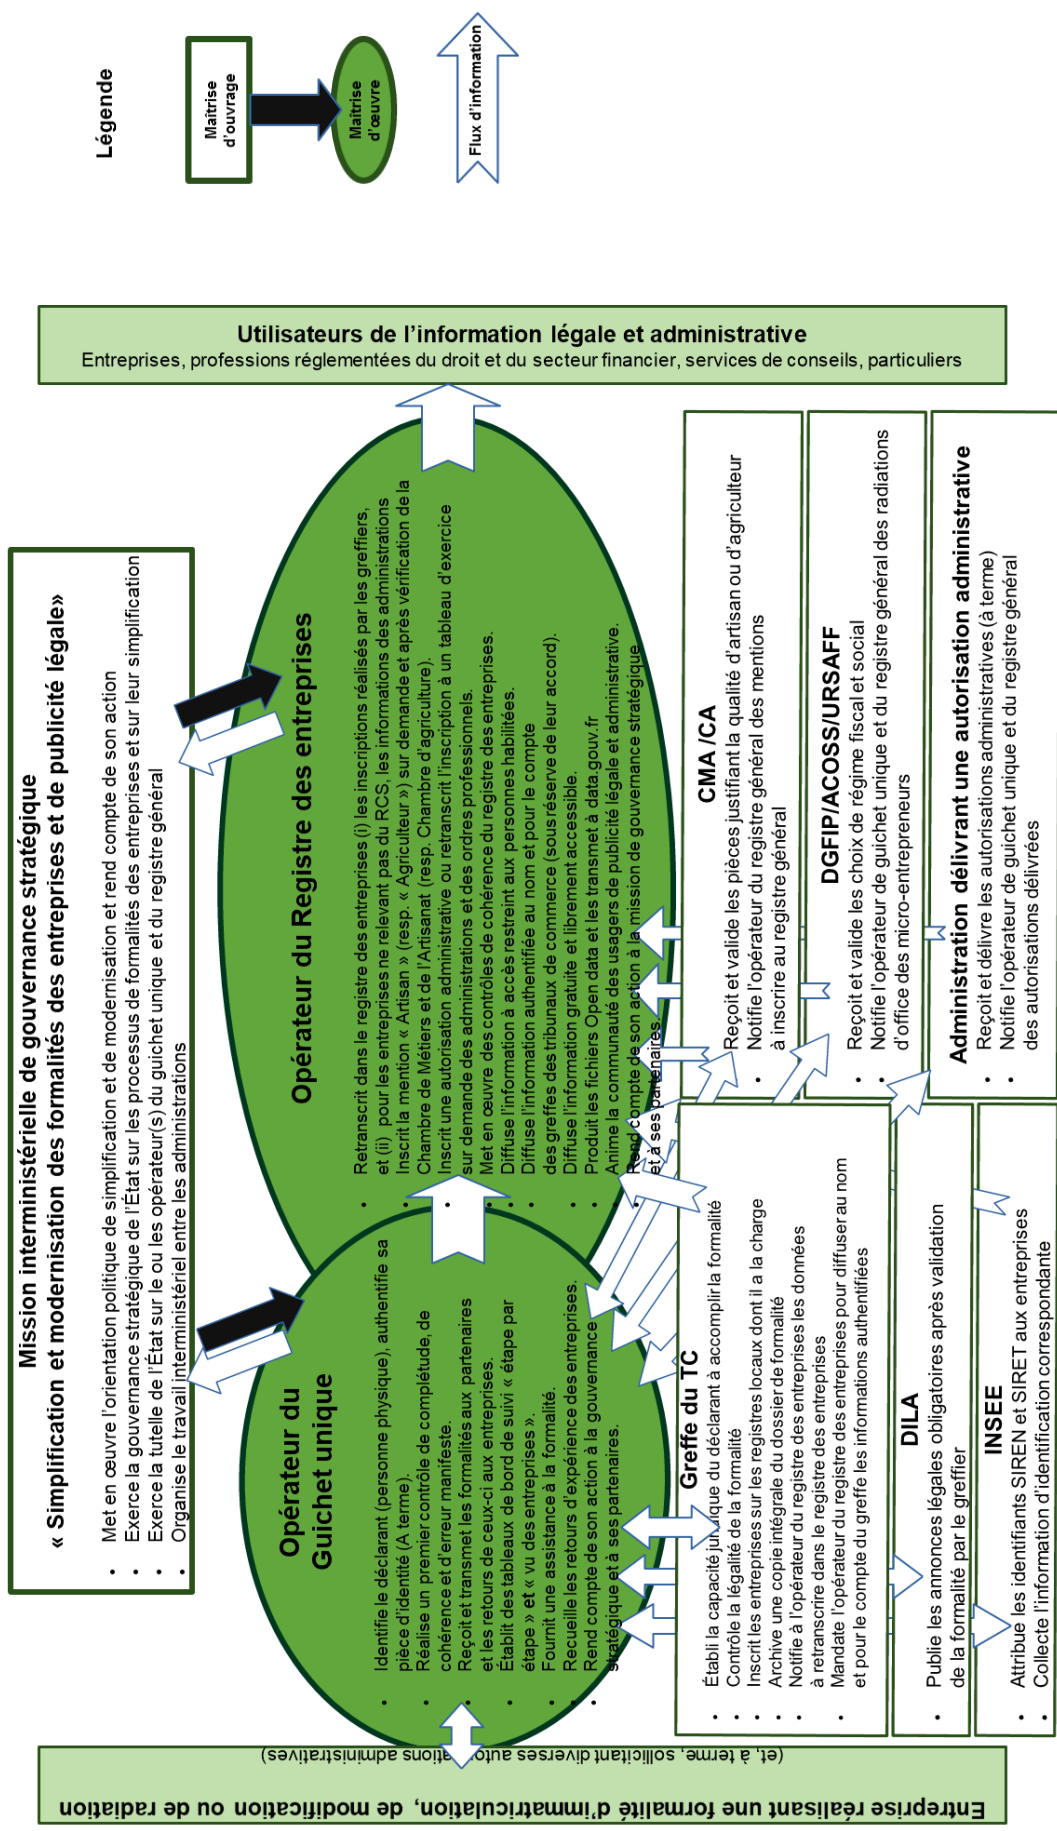 Mission interministérielle de gouvernance stratégique
« Simplification et modernisation des formalités des entreprises et de publicité légale»
• Met en œuvre l'orientation politique de simplification et de modernisation et rend compte de son action
• Exerce la gouvernance stratégique de l'État sur les processus de formalités des entreprises et sur leur simplification
• Exerce la tutelle de l'État sur le ou les opérateur(s) du guichet unique et du registre général
• Organise le travail interministériel entre les administrations
Légende
Maîtrise
d'ouvrage
Maîtrise
d'œuvre
Flux d'information
Entreprise réalisant une formalité d'immatriculation, de modification ou de radiation
(et, à terme, sollicitant diverses autorisations administratives)
Opérateur du
Guichet unique
• Identifie le déclarant (personne physique), authentifie sa
pièce d'identité (A terme).
• Réalise un premier contrôle de complétude, de
cohérence et d'erreur manifeste.
• Reçoit et transmet les formalités aux partenaires
et les retours de ceux-ci aux entreprises.
• Établit des tableaux de bord de suivi « étape par
étape » et « vu des entreprises ».
• Fournit une assistance à la formalité.
• Recueille les retours d'expérience des entreprises.
• Rend compte de son action à la gouvernance
stratégique et à ses partenaires.
Opérateur du Registre des entreprises
• Retranscrit dans le registre des entreprises (i) les inscriptions réalisés par les greffiers,
et (ii) pour les entreprises ne relevant pas du RCS, les informations des administrations
• Inscrit la mention « Artisan » (resp. « Agriculteur ») sur demande et après vérification de la
Chambre de Métiers et de l'Artisanat (resp. Chambre d'agriculture).
• Inscrit une autorisation administrative ou retranscrit l'inscription à un tableau d'exercice
sur demande des administrations et des ordres professionnels.
• Met en œuvre des contrôles de cohérence du registre des entreprises.
• Diffuse l'information à accès restreint aux personnes habilitées.
• Diffuse l'information authentifiée au nom et pour le compte
des greffes des tribunaux de commerce (sous réserve de leur accord).
• Diffuse l'information gratuite et librement accessible.
• Produit les fichiers Open data et les transmet à data.gouv.fr
• Anime la communauté des usagers de publicité légale et administrative.
• Rend compte de son action à la mission de gouvernance stratégique
et à ses partenaires.
Utilisateurs de l'information légale et administrative
Entreprises, professions réglementées du droit et du secteur financier, services de conseils, particuliers
Greffe du TC
• Établi la capacité juridique du déclarant à accomplir la formalité
• Contrôle la légalité de la formalité
• Inscrit les entreprises sur les registres locaux dont il a la charge
• Archive une copie intégrale du dossier de formalité
• Notifie à l'opérateur du registre des entreprises les données
à retranscrire dans le registre des entreprises
• Mandate l'opérateur du registre des entreprises pour diffuser au nom
et pour le compte du greffe les informations authentifiées
DILA
• Publie les annonces légales obligatoires après validation
de la formalité par le greffier
INSEE
• Attribue les identifiants SIREN et SIRET aux entreprises
• Collecte l'information d'identification correspondante
CMA /CA
• Reçoit et valide les pièces justifiant la qualité d'artisan ou d'agriculteur
• Notifie l'opérateur du registre général des mentions
à inscrire au registre général
DGFIP/ACOSS/URSAFF
• Reçoit et valide les choix de régime fiscal et social
• Notifie l'opérateur de guichet unique et du registre général des radiations
d'office des micro-entrepreneurs
Administration délivrant une autorisation administrative
• Reçoit et délivre les autorisations administratives (à terme)
• Notifie l'opérateur de guichet unique et du registre général
des autorisations délivrées